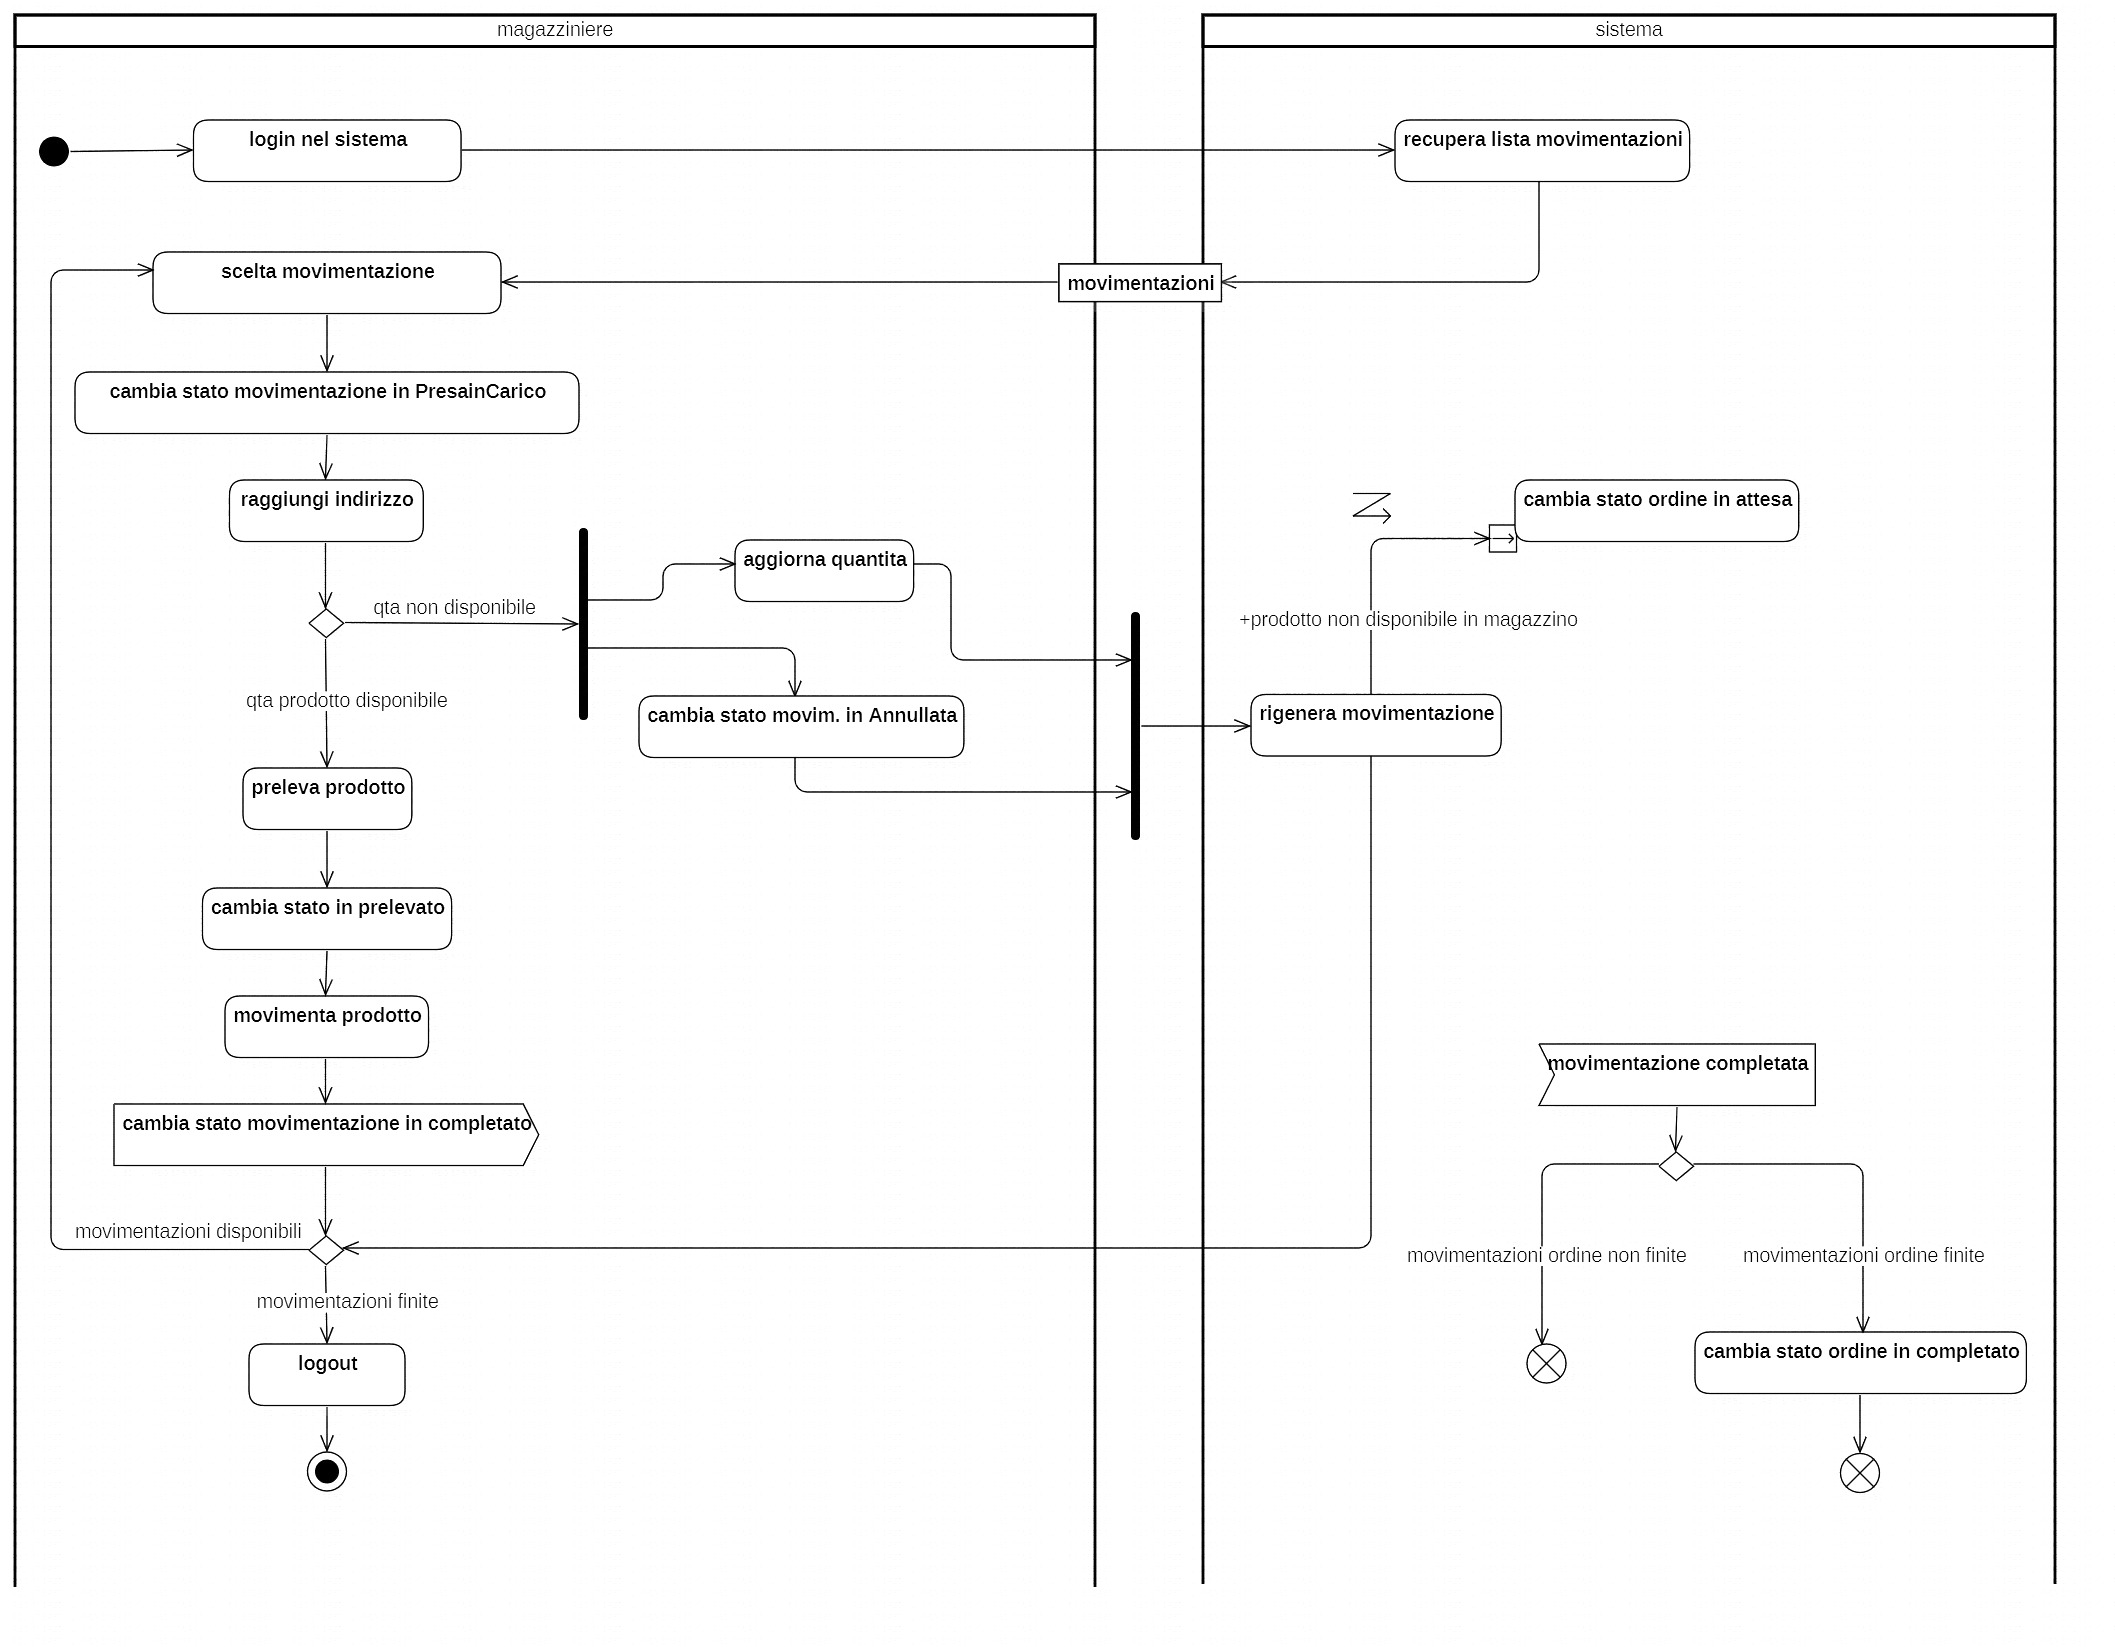 magazziniere
sistema
login nel sistema
recupera lista movimentazioni
scelta movimentazione
movimentazioni
cambia stato movimentazione in PresainCarico
raggiungi indirizzo
cambia stato ordine in attesa
aggiorna quantita
qta non disponibile
+prodotto non disponibile in magazzino
qta prodotto disponibile
cambia stato movim. in Annullata
rigenera movimentazione
preleva prodotto
cambia stato in prelevato
movimenta prodotto
movimentazione completata
cambia stato movimentazione in completato
movimentazioni disponibili
movimentazioni ordine non finite
movimentazioni ordine finite
movimentazioni finite
logout
cambia stato ordine in completato